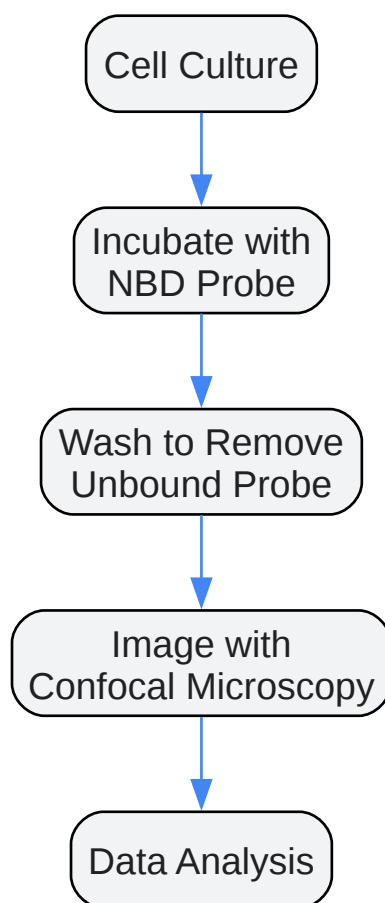 Cell Culture
Incubate with
NBD Probe
Wash to Remove
Unbound Probe
Image with
Confocal Microscopy
Data Analysis